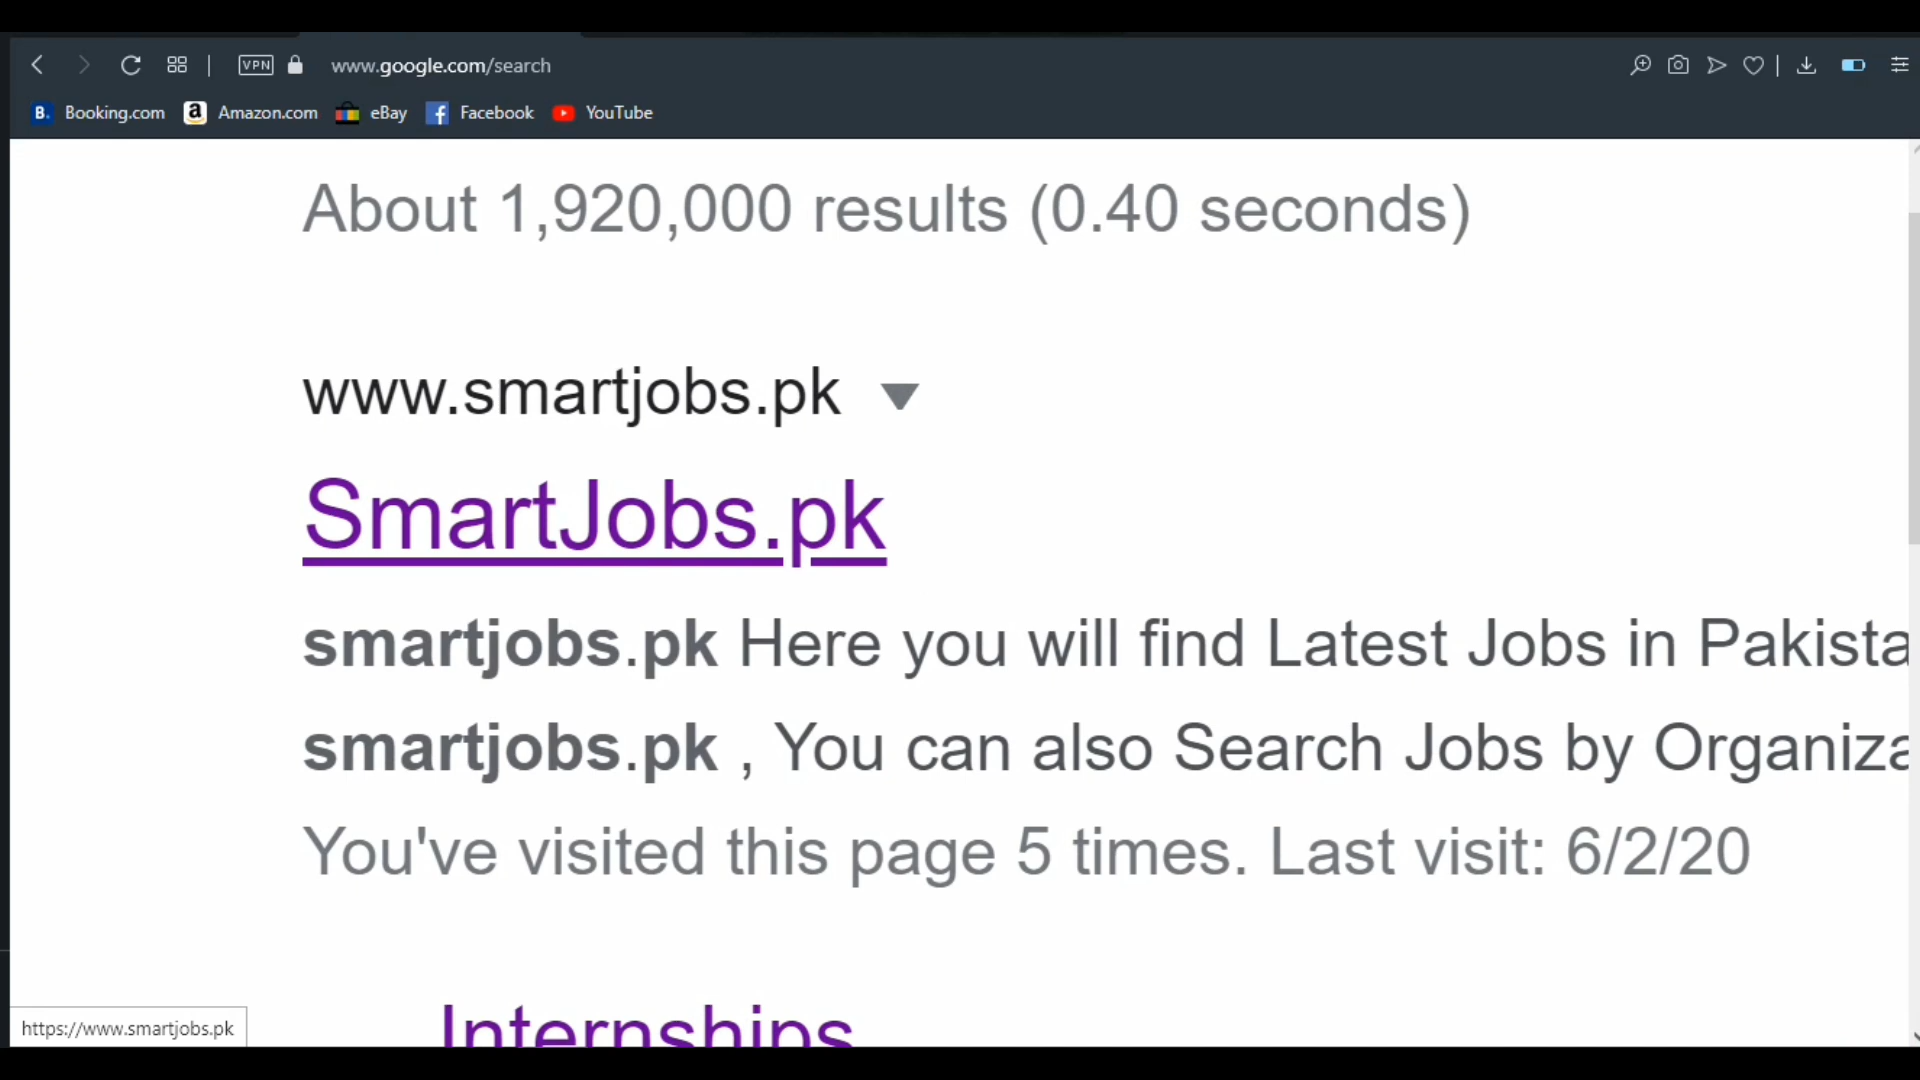 VPN www.google.com/search
B. Booking.com a Amazon.com eBay f Facebook YouTube
About 1,920,000 results (0.40 seconds)
www.smartjobs.pk
SmartJobs.pk
smartjobs.pk Here you will find Latest Jobs in Pakista
smartjobs.pk , You can also Search Jobs by Organiza
You've visited this page 5 times. Last visit: 6/2/20
Internships
https://www.smartjobs.pk